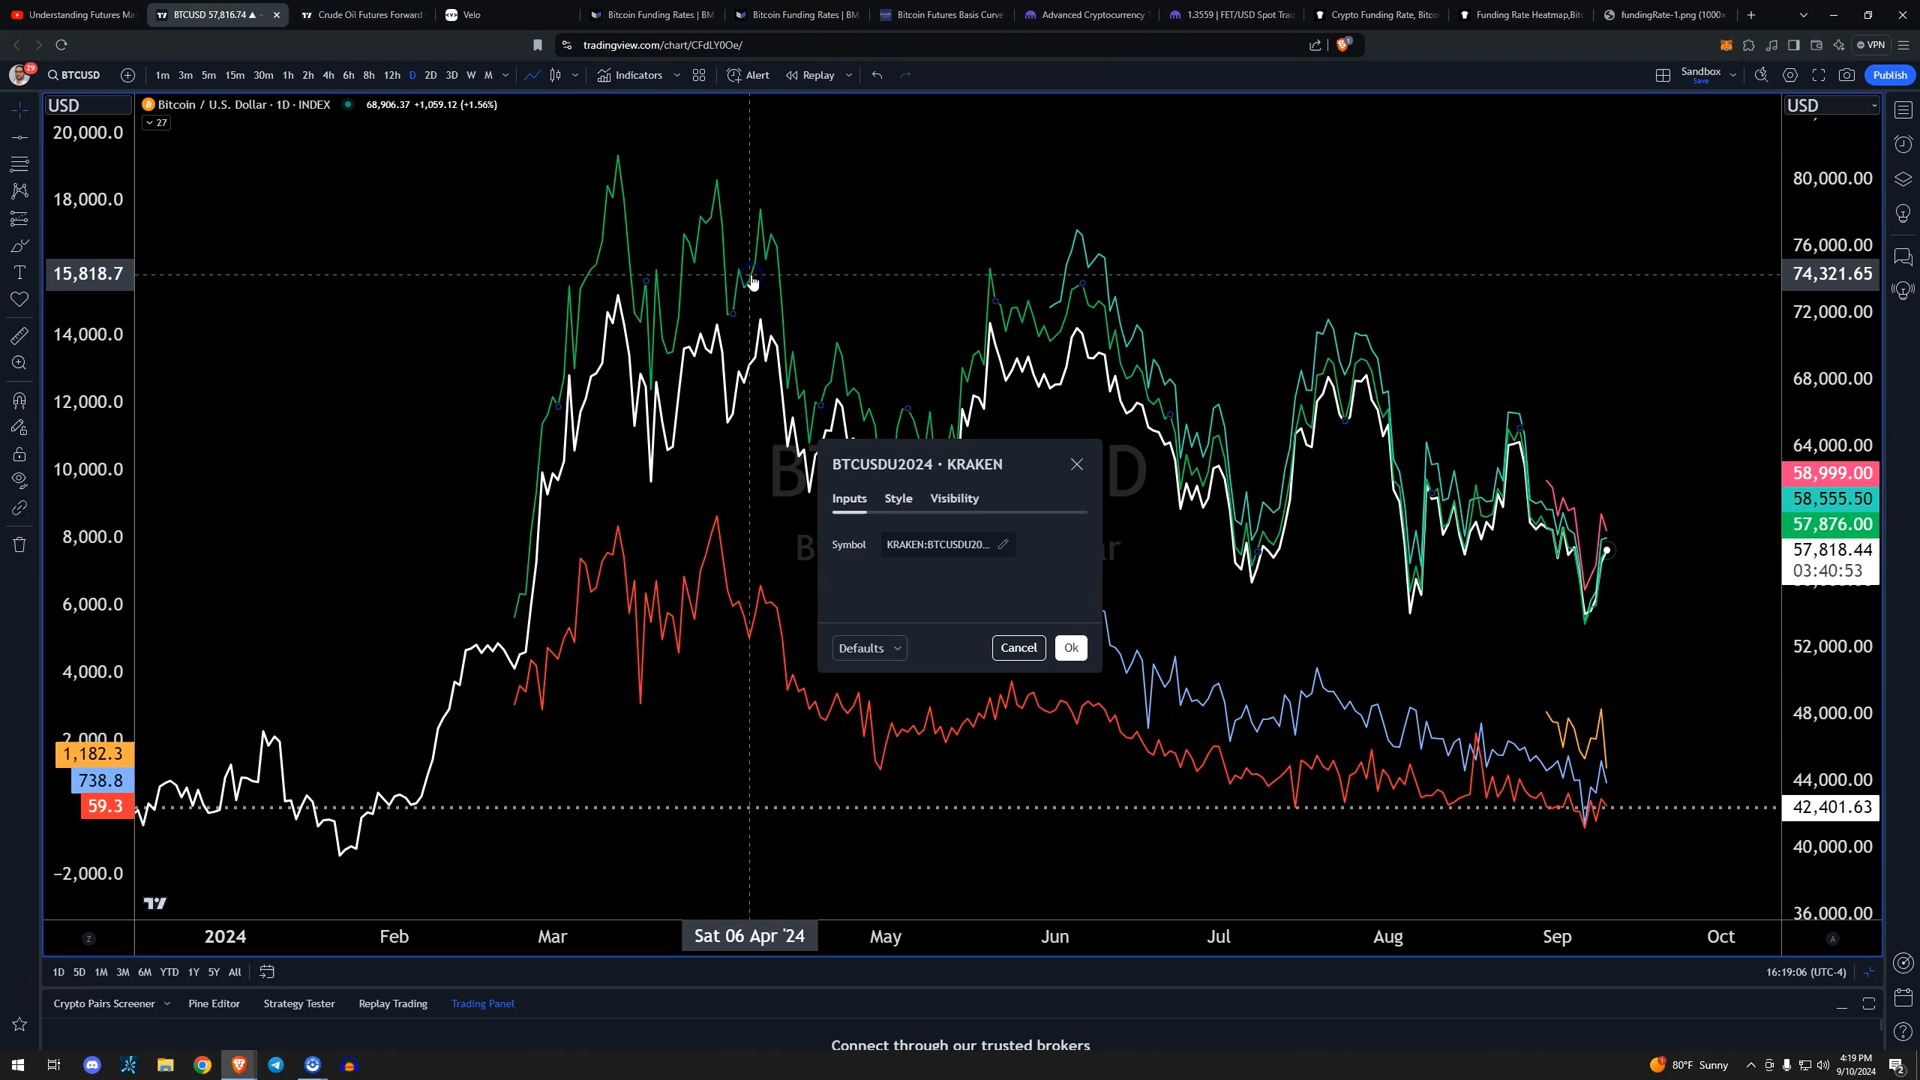 Understanding Futures Ma
BTCUSD 57,816.74
Crude Oil Futures Forward
Velo
Bitcoin Funding Rates | BM
Bitcoin Funding Rates | BM
Bitcoin Futures Basis Curve
Advanced Cryptocurrency
1.3559 | FET/USD Spot Trad
Crypto Funding Rate, Bitco
Funding Rate Heatmap,Bit
fundingRate-1.png (1000×
tradingview.com/chart/CFdLY0Oe/
VPN
29
BTCUSD
1m 3m 5m 15m 30m 1h 2h 4h 6h 8h 12h D 2D 3D W M
Indicators
Alert
Replay
Sandbox
Save
Publish
USD
Bitcoin / U.S. Dollar · 1D · INDEX
68,906.37 +1,059.12 (+1.56%)
USD
27
20,000.0
18,000.0
15,818.7
14,000.0
12,000.0
10,000.0
8,000.0
6,000.0
4,000.0
2,000.0
1,182.3
738.8
59.3
−2,000.0
80,000.00
76,000.00
74,321.65
72,000.00
68,000.00
64,000.00
58,999.00
58,555.50
57,876.00
57,818.44
03:40:53
52,000.00
48,000.00
44,000.00
42,401.63
40,000.00
36,000.00
BTCUSDU2024 · KRAKEN
Inputs Style Visibility
Symbol KRAKEN:BTCUSDU20...
Defaults Cancel Ok
2024 Feb Mar Sat 06 Apr '24 May Jun Jul Aug Sep Oct
Z
A
1D 5D 1M 3M 6M YTD 1Y 5Y All
16:19:06 (UTC-4)
Crypto Pairs Screener Pine Editor Strategy Tester Replay Trading Trading Panel
Connect through our trusted brokers
80°F Sunny
4:19 PM
9/10/2024
2